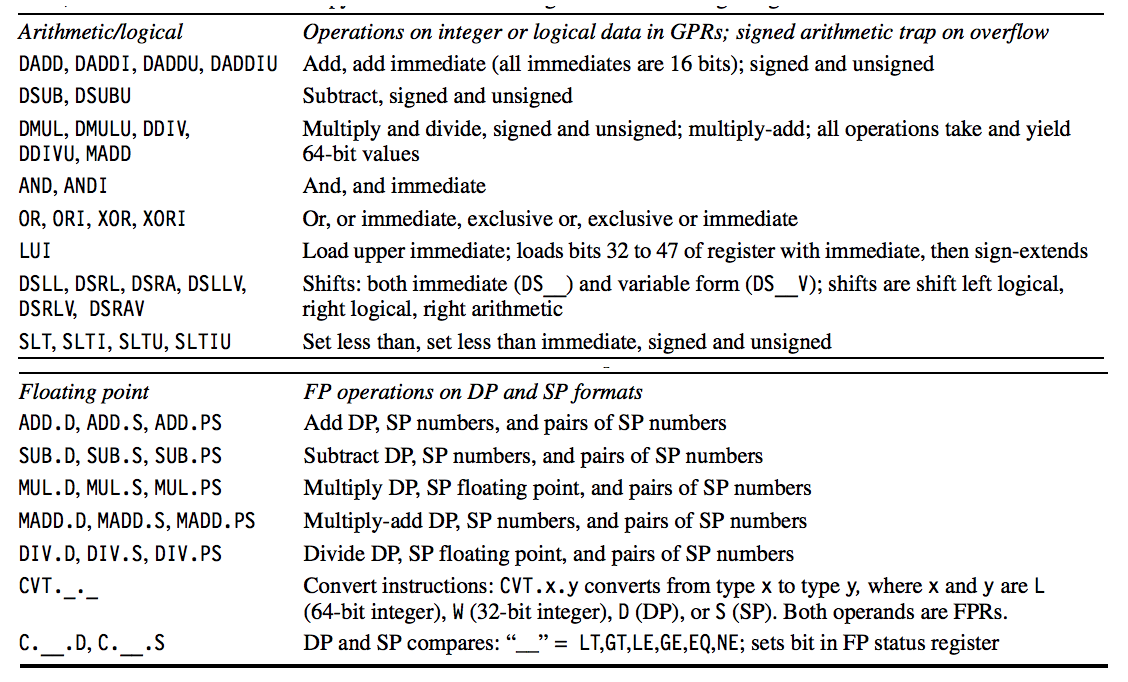 Arithmetic/logical Operations on integer or logical data in GPRs; signed arithmetic trap on overflow
DADD, DADDI, DADDU, DADDIU Add, add immediate (all immediates are 16 bits); signed and unsigned
DSUB, DSUBU Subtract, signed and unsigned
DMUL, DMULU, DDIV, Multiply and divide, signed and unsigned; multiply-add; all operations take and yield
DDIVU, MADD 64-bit values
AND, ANDI And, and immediate
OR, ORI, XOR, XORI Or, or immediate, exclusive or, exclusive or immediate
LUI Load upper immediate; loads bits 32 to 47 of register with immediate, then sign-extends
DSLL, DSRL, DSRA, DSLLV, Shifts: both immediate (DS__) and variable form (DS__V); shifts are shift left logical,
DSRLV, DSRAV right logical, right arithmetic
SLT, SLTI, SLTU, SLTIU Set less than, set less than immediate, signed and unsigned
Floating point FP operations on DP and SP formats
ADD.D, ADD.S, ADD.PS Add DP, SP numbers, and pairs of SP numbers
SUB.D, SUB.S, SUB.PS Subtract DP, SP numbers, and pairs of SP numbers
MUL.D, MUL.S, MUL.PS Multiply DP, SP floating point, and pairs of SP numbers
MADD.D, MADD.S, MADD.PS Multiply-add DP, SP numbers, and pairs of SP numbers
DIV.D, DIV.S, DIV.PS Divide DP, SP floating point, and pairs of SP numbers
CVT._._ Convert instructions: CVT.x.y converts from type x to type y, where x and y are L
(64-bit integer), W (32-bit integer), D (DP), or S (SP). Both operands are FPRs.
C.__.D, C.__.S DP and SP compares: “__” = LT,GT,LE,GE,EQ,NE; sets bit in FP status register